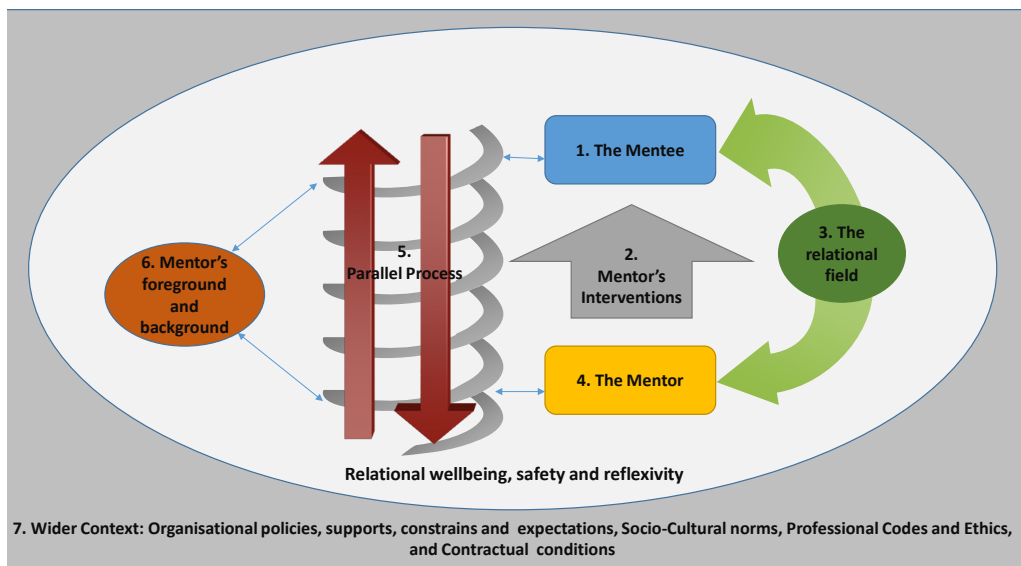 1. The Mentee
2.
Mentor's
Interventions
3. The
relational
field
4. The Mentor
5.
Parallel Process
6. Mentor's
foreground
and
background
Relational wellbeing, safety and reflexivity
7. Wider Context: Organisational policies, supports, constrains and expectations, Socio-Cultural norms, Professional Codes and Ethics,
and Contractual conditions